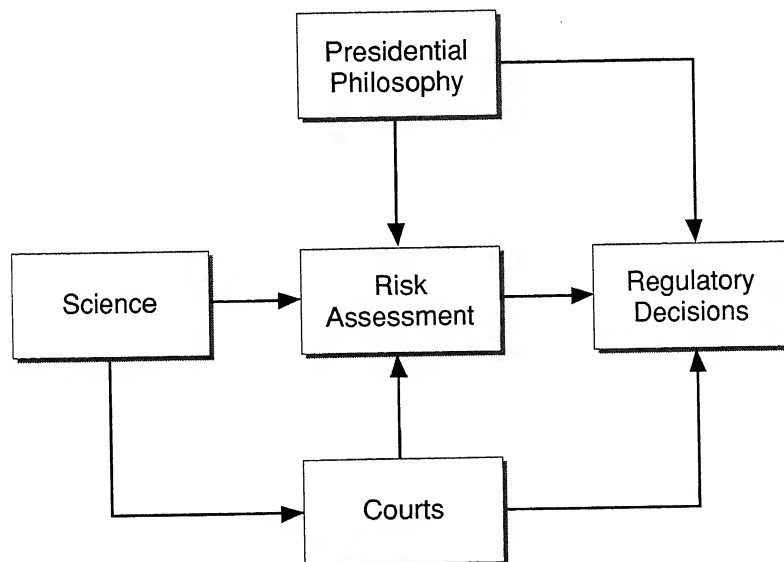 Presidential
Philosophy
Science
Risk
Assessment
Regulatory
Decisions
Courts